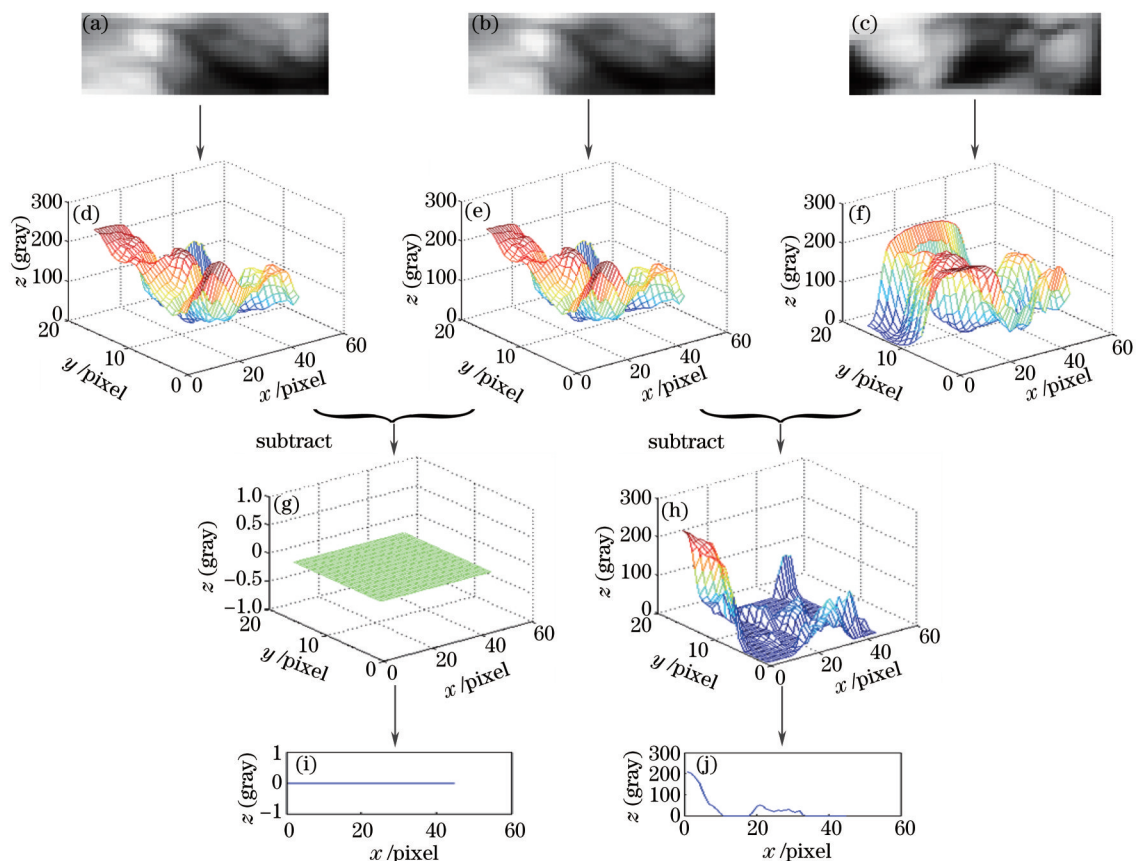 (a)
(b)
(c)
300
200
100
0
20
10
0
0
20
40
60
z (gray)
y /pixel
x /pixel
(d)
300
200
100
0
20
10
0
0
20
40
60
z (gray)
y /pixel
x /pixel
(e)
300
200
100
0
20
10
0
0
20
40
60
z (gray)
y /pixel
x /pixel
(f)
subtract
subtract
1.0
0.5
0
−0.5
−1.0
20
10
0
0
20
40
60
z (gray)
y /pixel
x /pixel
(g)
300
200
100
0
20
10
0
0
20
40
60
z (gray)
y /pixel
x /pixel
(h)
1
0
−1
0
20
40
60
z (gray)
x /pixel
(i)
300
200
100
0
0
20
40
60
z (gray)
x /pixel
(j)